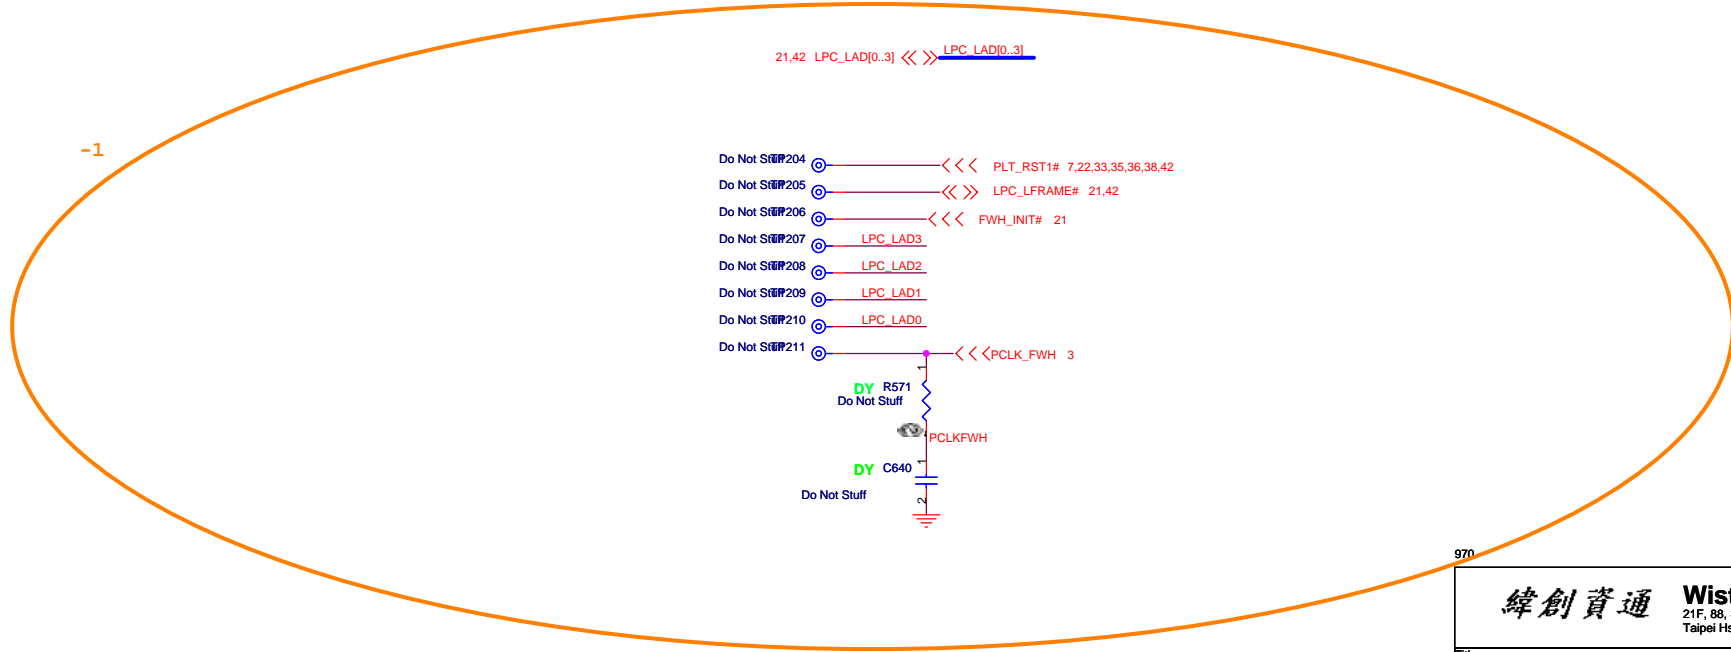 21,42 LPC_LAD[0..3] LPC_LAD[0..3]
-1
Do Not Stuff TP204 PLT_RST1# 7,22,33,35,36,38,42
Do Not Stuff TP205 LPC_LFRAME# 21,42
Do Not Stuff TP206 FWH_INIT# 21
Do Not Stuff TP207 LPC_LAD3
Do Not Stuff TP208 LPC_LAD2
Do Not Stuff TP209 LPC_LAD1
Do Not Stuff TP210 LPC_LAD0
Do Not Stuff TP211 PCLK_FWH 3
1
DY R571
Do Not Stuff
2
PCLKFWH
1
DY C640
Do Not Stuff
2
970
緯創資通 Wist
21F, 88,
Taipei Hs